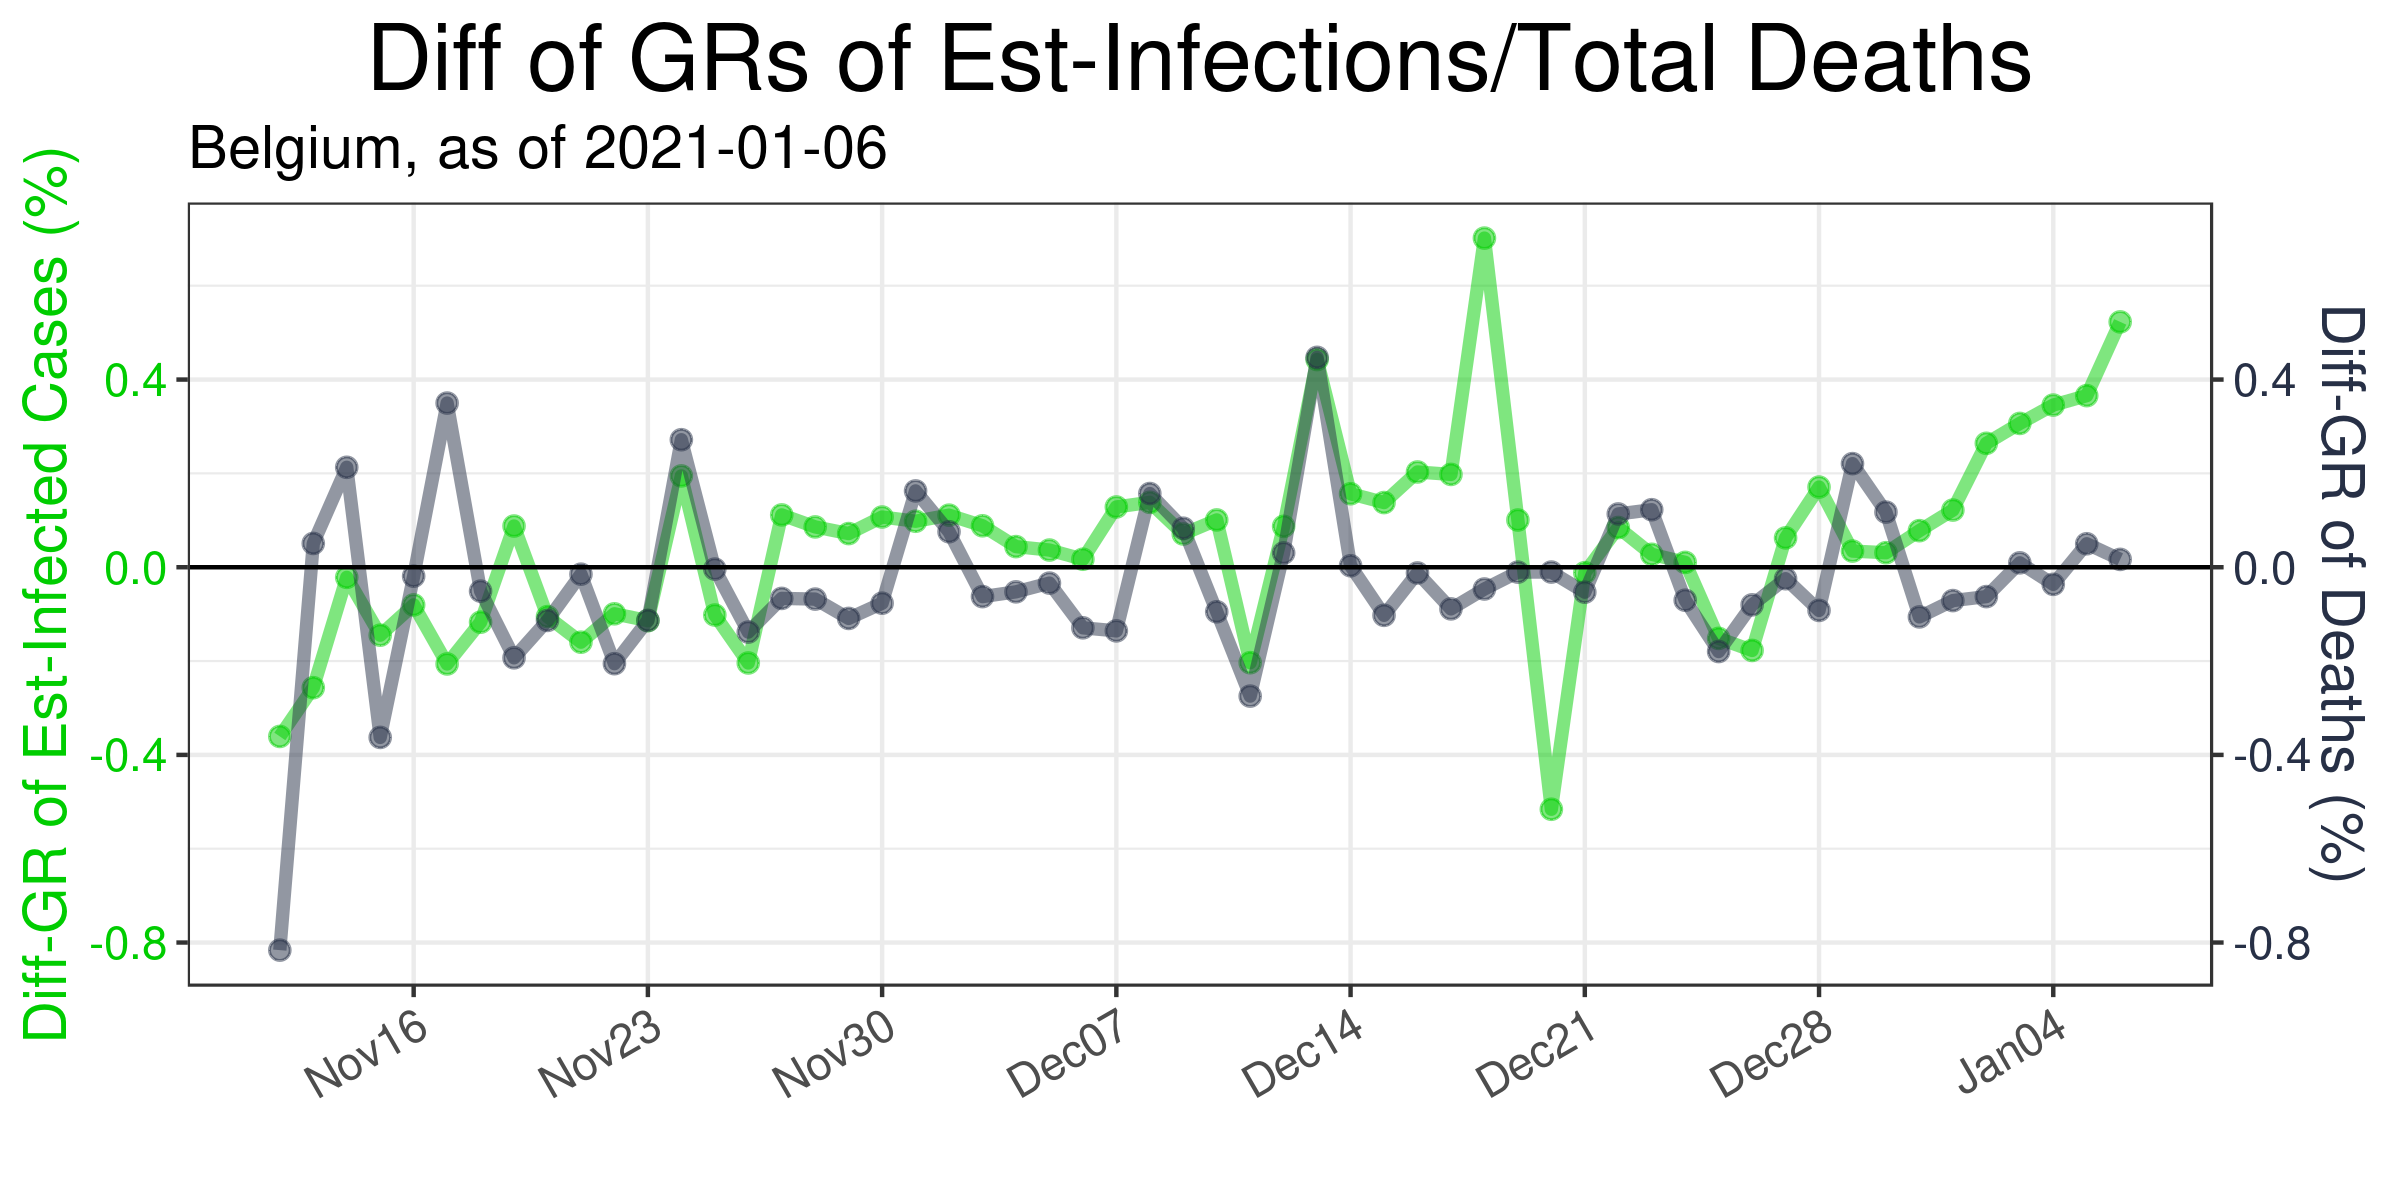 Diff of GRs of Est-Infections/Total Deaths
Belgium, as of 2021-01-06
Diff-GR of Est-Infected Cases (%)
0.4
0.0
-0.4
-0.8
0.4
0.0
-0.4
-0.8
Diff-GR of Deaths (%)
Nov16
Nov23
Nov30
Dec07
Dec14
Dec21
Dec28
Jan04